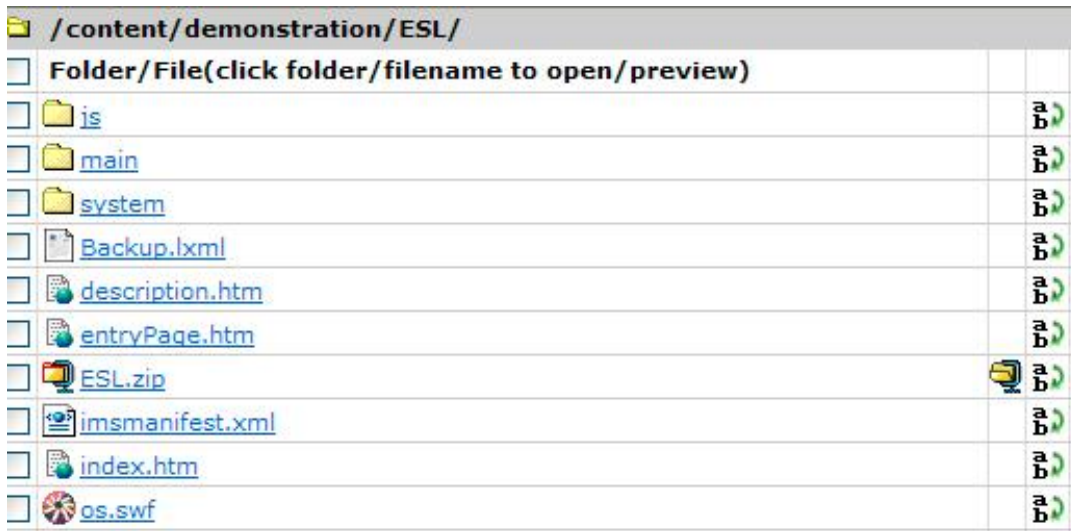 /content/demonstration/ESL/
Folder/File(click folder/filename to open/preview)
js
main
system
Backup.lxml
description.htm
entryPage.htm
ESL.zip
imsmanifest.xml
index.htm
os.swf